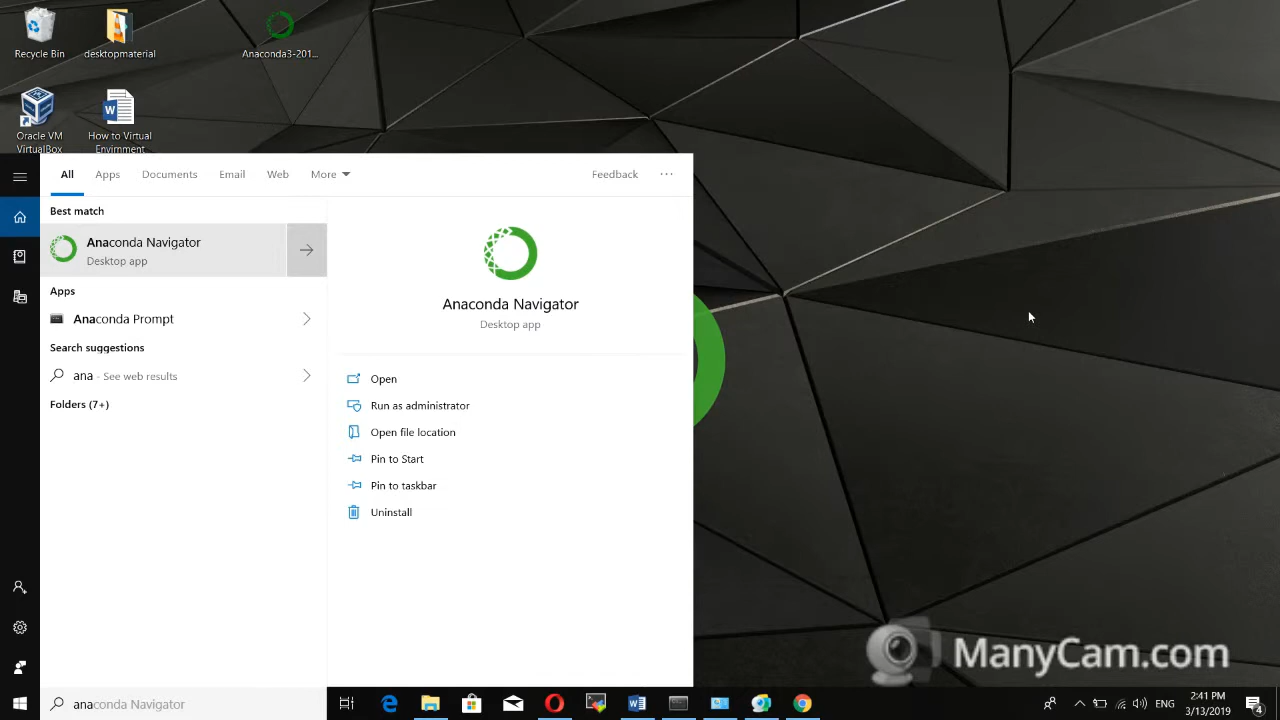 Recycle Bin
desktopmaterial
Anaconda3-201...
Oracle VM
VirtualBox
How to Virtual
Envirnment
All
Apps
Documents
Email
Web
More
Feedback
...
Best match
Anaconda Navigator
Desktop app
Apps
Anaconda Prompt
Search suggestions
ana - See web results
Folders (7+)
Anaconda Navigator
Desktop app
Open
Run as administrator
Open file location
Pin to Start
Pin to taskbar
Uninstall
ManyCam.com
anaconda Navigator
ENG
2:41 PM
3/13/2019
4